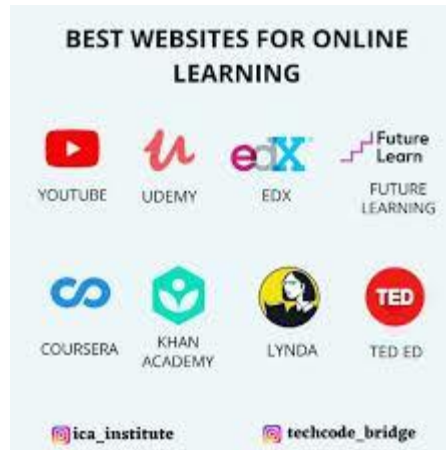 BEST WEBSITES FOR ONLINE
LEARNING
edX
Future
Learn
YOUTUBE
UDEMY
EDX
FUTURE
LEARNING
TED
COURSERA
KHAN
ACADEMY
LYNDA
TED ED
ica_institute
techcode_bridge